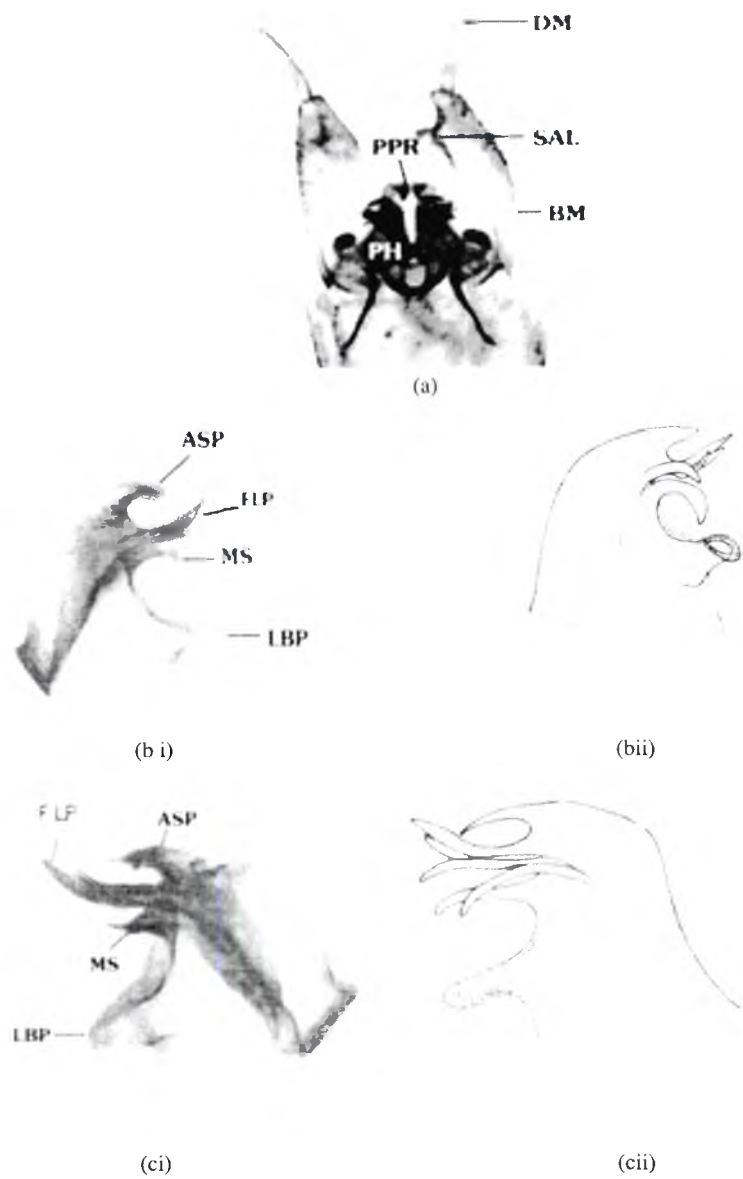 DM
SAL
PPR
BM
PH
(a)
ASP
FLP
MS
LBP
(b i)
(bii)
FLP
ASP
MS
LBP
(ci)
(cii)